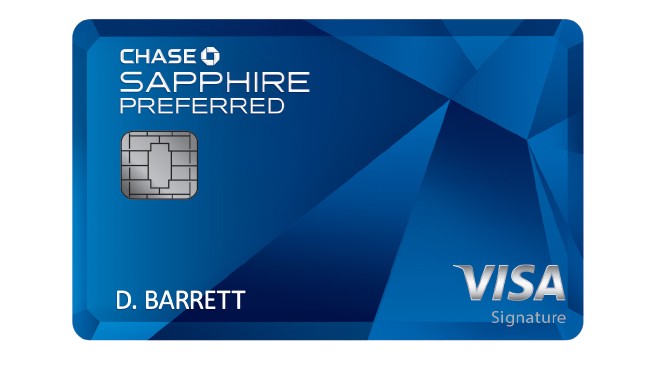 CHASE
SAPPHIRE
PREFERRED
D. BARRETT
VISA
Signature